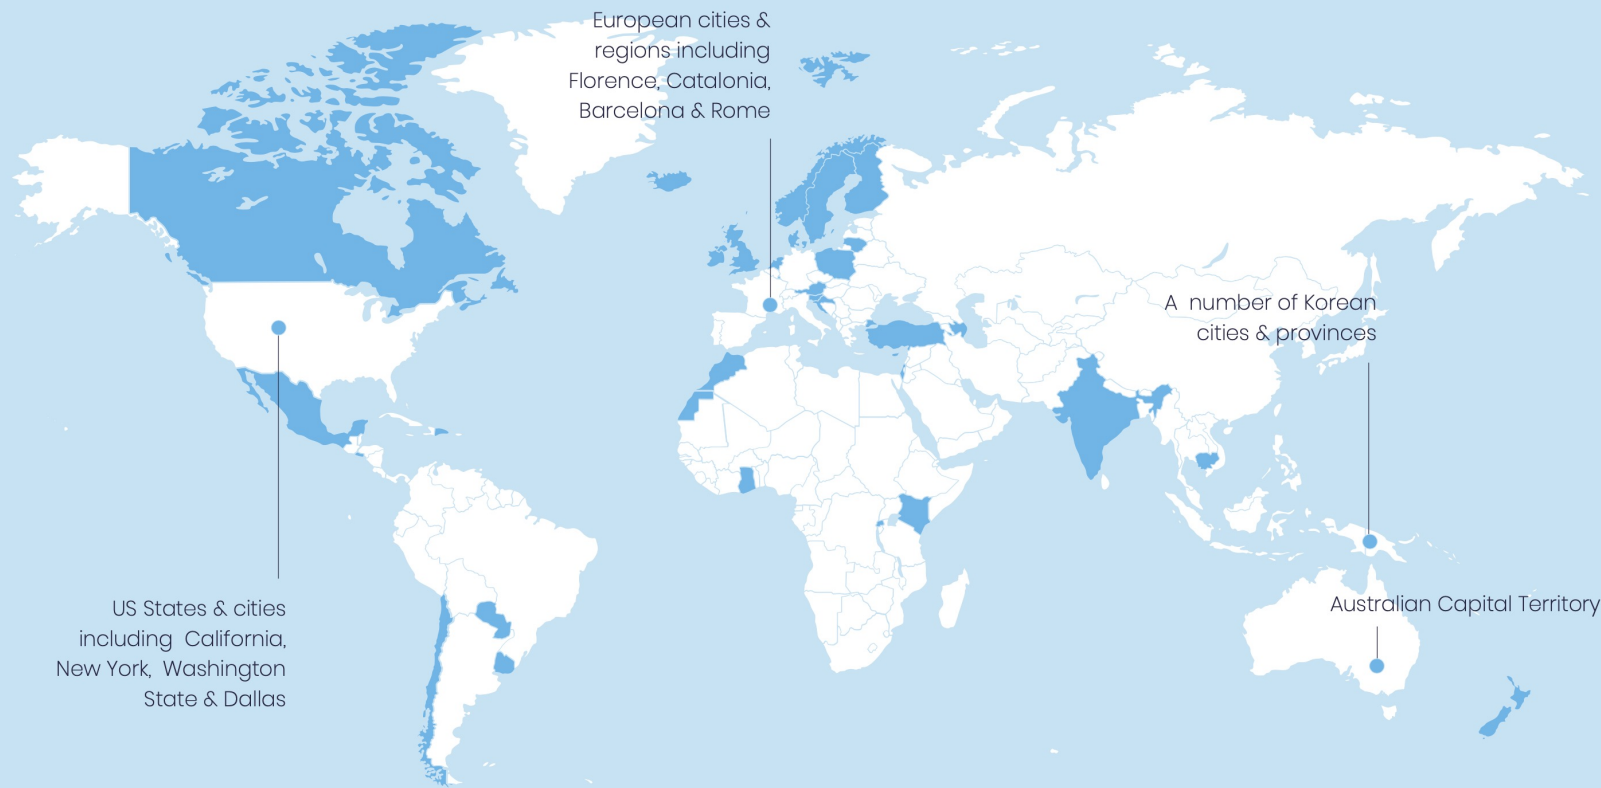 European cities &
regions including
Florence, Catalonia,
Barcelona & Rome
A number of Korean
cities & provinces
US States & cities
including California,
New York, Washington
State & Dallas
Australian Capital Territory